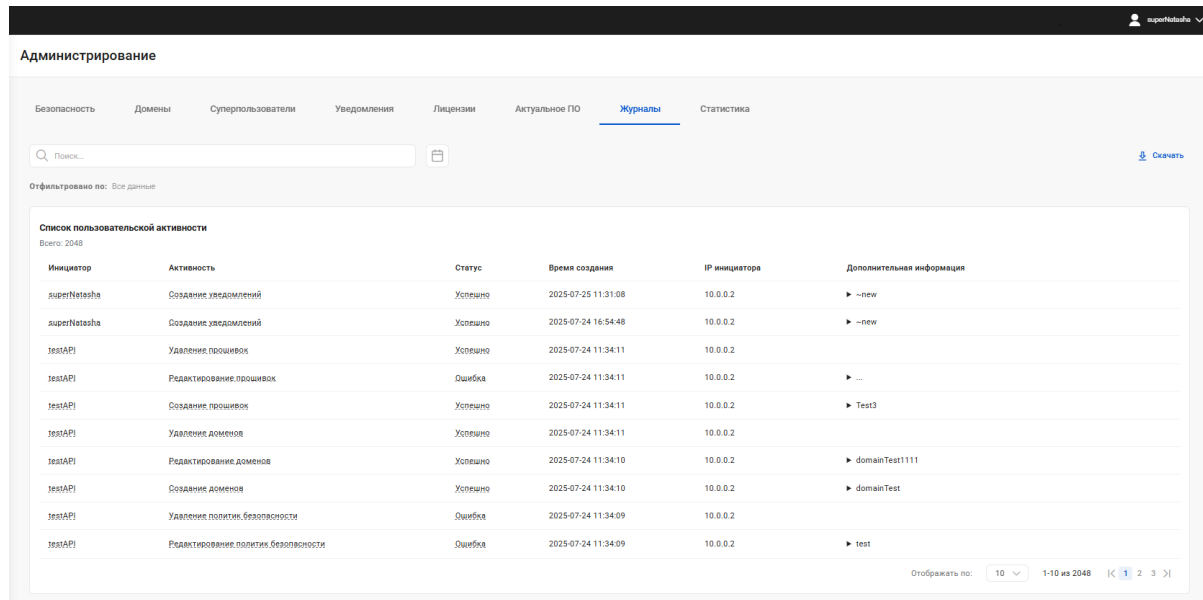 superNatasha
Администрирование
Безопасность Домены Суперпользователи Уведомления Лицензии Актуальное ПО Журналы Статистика
Поиск... Скачать
Отфильтровано по: Все данные
Список пользовательской активности
Всего: 2048
Инициатор Активность Статус Время создания IP инициатора Дополнительная информация
superNatasha Создание уведомлений Успешно 2025-07-25 11:31:08 10.0.0.2 ► ~new
superNatasha Создание уведомлений Успешно 2025-07-24 16:54:48 10.0.0.2 ► ~new
testAPI Удаление прошивок Успешно 2025-07-24 11:34:11 10.0.0.2
testAPI Редактирование прошивок Ошибка 2025-07-24 11:34:11 10.0.0.2 ► ...
testAPI Создание прошивок Успешно 2025-07-24 11:34:11 10.0.0.2 ► Test3
testAPI Удаление доменов Успешно 2025-07-24 11:34:11 10.0.0.2
testAPI Редактирование доменов Успешно 2025-07-24 11:34:10 10.0.0.2 ► domainTest1111
testAPI Создание доменов Успешно 2025-07-24 11:34:10 10.0.0.2 ► domainTest
testAPI Удаление политик безопасности Ошибка 2025-07-24 11:34:09 10.0.0.2
testAPI Редактирование политик безопасности Ошибка 2025-07-24 11:34:09 10.0.0.2 ► test
Отображать по: 10 1-10 из 2048 1 2 3